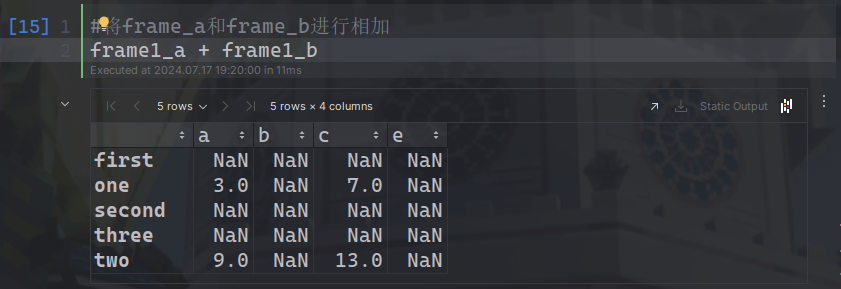 [15] 1 #將frame_a和frame_b进行相加
2 frame1_a + frame1_b
Executed at 2024.07.17 19:20:00 in 11ms
5 rows 5 rows × 4 columns Static Output
a b c e
first NaN NaN NaN NaN
one 3.0 NaN 7.0 NaN
second NaN NaN NaN NaN
three NaN NaN NaN NaN
two 9.0 NaN 13.0 NaN